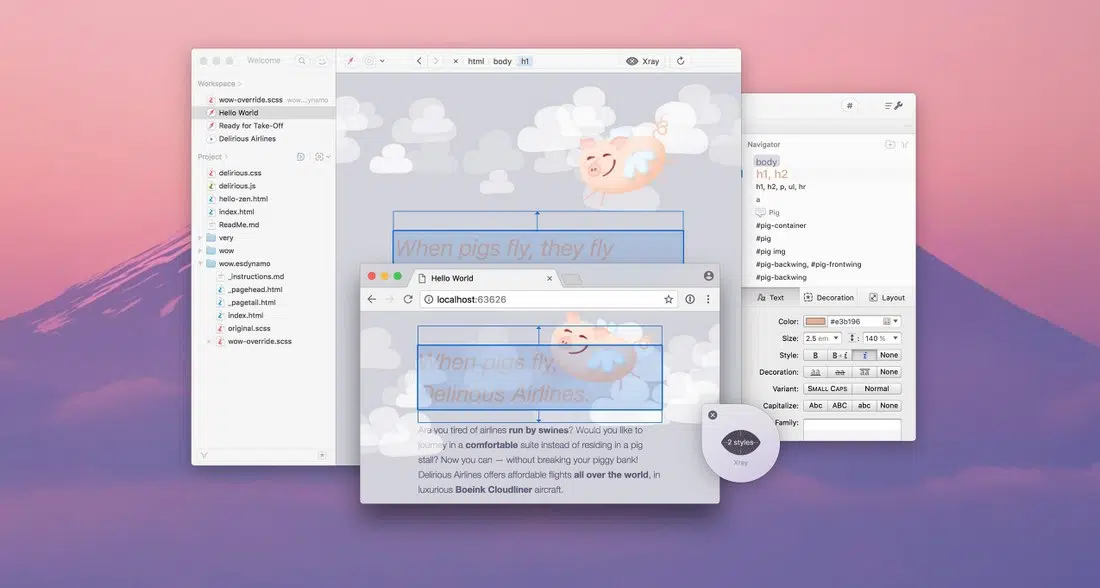 Welcome
html body h1
Xray
Workspace
wow-override.scss wow...ynamo
Hello World
Ready for Take-Off
Delirious Airlines
Project
delirious.css
delirious.js
hello-zen.html
index.html
ReadMe.md
very
wow
wow.esdynamo
_instructions.md
_pagehead.html
_pagetail.html
index.html
original.scss
wow-override.scss
When pigs fly, they fly
Hello World
localhost:63626
When pigs fly,
Delirious Airlines.
Are you tired of airlines run by swines? Would you like to
journey in a comfortable suite instead of residing in a pig
stall? Now you can — without breaking your piggy bank!
Delirious Airlines offers affordable flights all over the world, in
luxurious Boeink Cloudliner aircraft.
2 styles
Xray
#
Navigator
body
h1, h2
h1, h2, p, ul, hr
a
Pig
#pig-container
#pig
#pig img
#pig-backwing, #pig-frontwing
#pig-backwing
Aa Text Decoration Layout
Color: #e3b196
Size: 2.5 em 140 %
Style: B B+i i None
Decoration: aa aa aa None
Variant: SMALL CAPS Normal
Capitalize: Abc ABC abc None
Family: